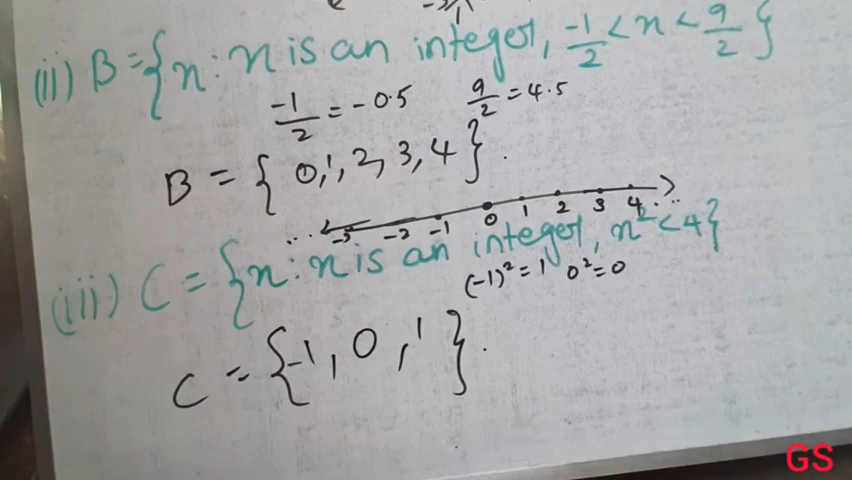 (ii) B = {x : x is an integer, -1/2 < x < 9/2}
-1/2 = -0.5 9/2 = 4.5
B = { 0, 1, 2, 3, 4 }.
... -3 -2 -1 0 1 2 3 4 ...
(iii) C = {x : x is an integer, x² < 4}
(-1)² = 1 0² = 0
C = { -1, 0, 1 }.
GS